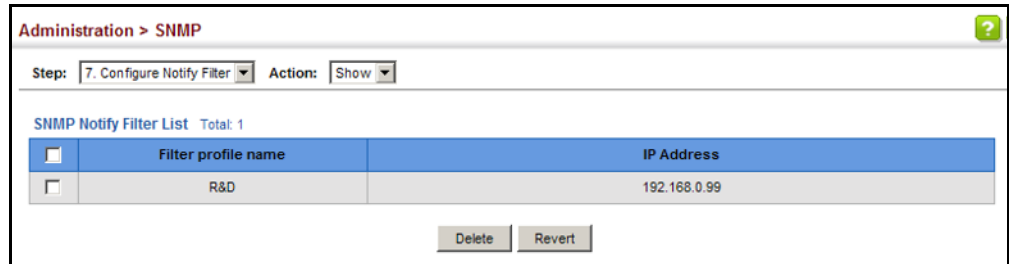 Administration > SNMP
?
Step: 7. Configure Notify Filter Action: Show
SNMP Notify Filter List Total: 1
Filter profile name IP Address
R&D 192.168.0.99
Delete Revert